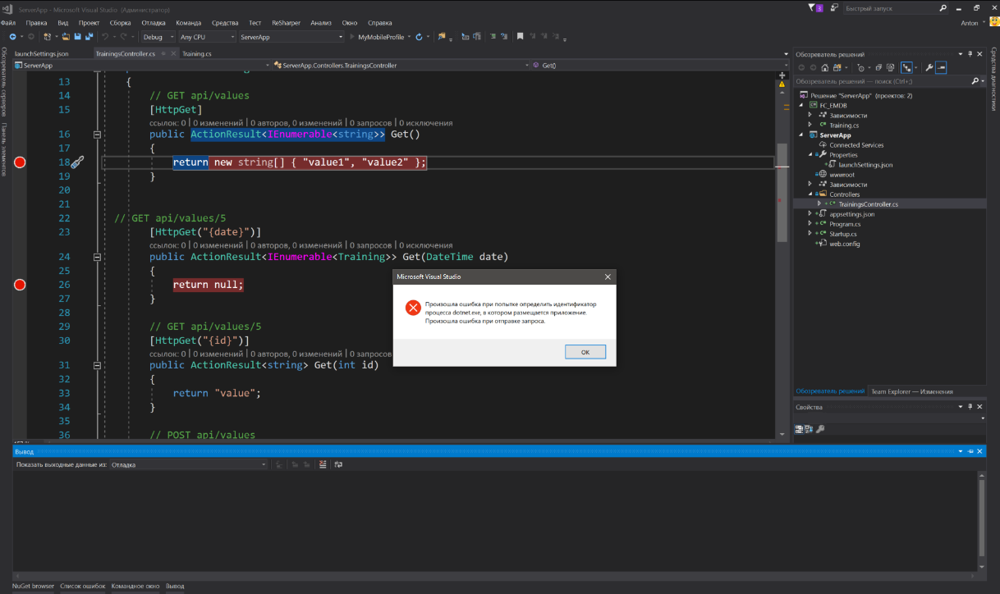 ServerApp - Microsoft Visual Studio (Администратор)
3
Быстрый запуск
Файл Правка Вид Проект Сборка Отладка Команда Средства Тест ReSharper Анализ Окно Справка
Anton
Debug Any CPU ServerApp MyMobileProfile
Обозреватель серверов
Панель элементов
launchSettings.json TrainingsController.cs Training.cs
ServerApp ServerApp.Controllers.TrainingsController Get()
13 {
14 // GET api/values
15 [HttpGet]
ссылок: 0 | 0 изменений | 0 авторов, 0 изменений | 0 запросов | 0 исключения
16 public ActionResult<IEnumerable<string>> Get()
17 {
18 return new string[] { "value1", "value2" };
19 }
20
21
22 // GET api/values/5
23 [HttpGet("{date}")]
ссылок: 0 | 0 изменений | 0 авторов, 0 изменений | 0 запросов | 0 исключения
24 public ActionResult<IEnumerable<Training>> Get(DateTime date)
25 {
26 return null;
27 }
28
29 // GET api/values/5
30 [HttpGet("{id}")]
ссылок: 0 | 0 изменений | 0 авторов, 0 изменений | 0 запросов
31 public ActionResult<string> Get(int id)
32 {
33 return "value";
34 }
35
36 // POST api/values
Microsoft Visual Studio
Произошла ошибка при попытке определить идентификатор
процесса dotnet.exe, в котором размещается приложение.
Произошла ошибка при отправке запроса.
ОК
Обозреватель решений
Обозреватель решений — поиск (Ctrl+;)
Решение "ServerApp" (проектов: 2)
FC_EMDB
Зависимости
Training.cs
ServerApp
Connected Services
Properties
launchSettings.json
wwwroot
Зависимости
Controllers
TrainingsController.cs
appsettings.json
Program.cs
Startup.cs
web.config
Обозреватель решений Team Explorer — Изменения
Свойства
Средства диагностики
Вывод
Показать выходные данные из: Отладка
NuGet browser Список ошибок Командное окно Вывод